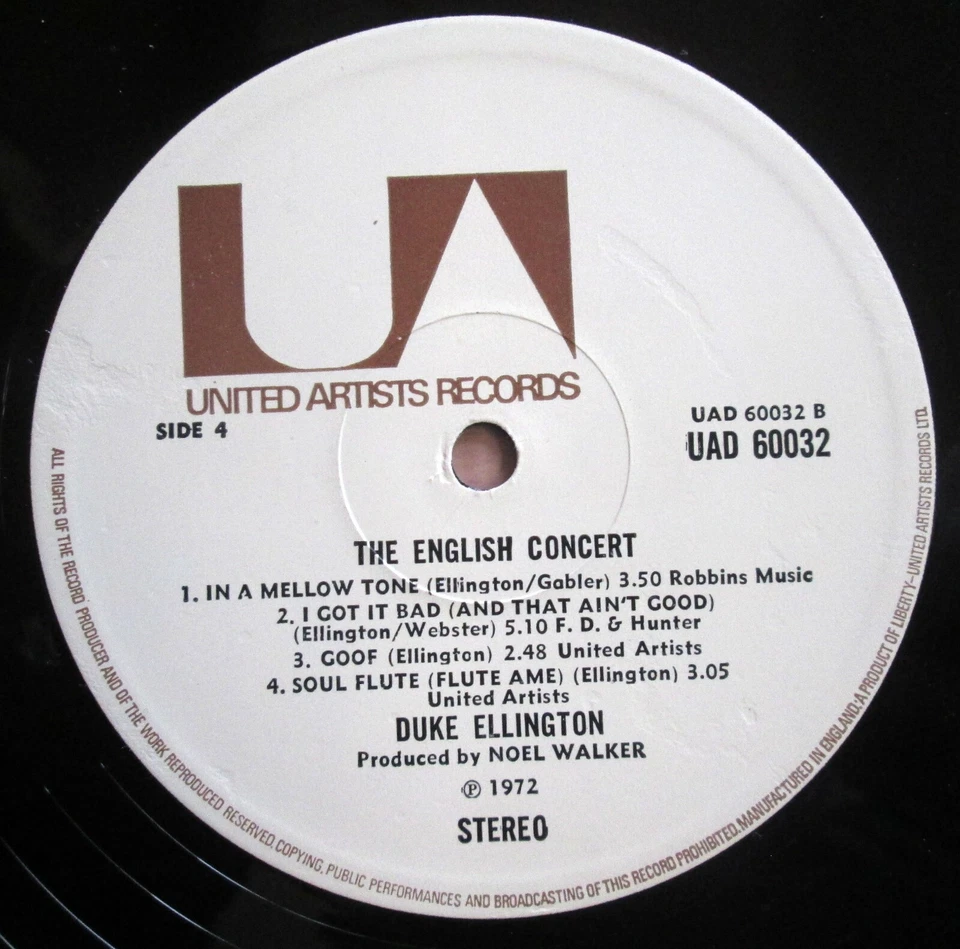 UA
UNITED ARTISTS RECORDS
SIDE 4
UAD 60032 B
UAD 60032
THE ENGLISH CONCERT
1. IN A MELLOW TONE (Ellington/Gabler) 3.50 Robbins Music
2. I GOT IT BAD (AND THAT AIN'T GOOD)
(Ellington/Webster) 5.10 F. D. & Hunter
3. GOOF (Ellington) 2.48 United Artists
4. SOUL FLUTE (FLUTE AME) (Ellington) 3.05
United Artists
DUKE ELLINGTON
Produced by NOEL WALKER
℗ 1972
STEREO
ALL RIGHTS OF THE RECORD PRODUCER AND OF THE WORK REPRODUCED RESERVED. COPYING, PUBLIC PERFORMANCES AND BROADCASTING OF THIS RECORD PROHIBITED. MANUFACTURED IN ENGLAND: A PRODUCT OF LIBERTY-UNITED ARTISTS RECORDS LTD.